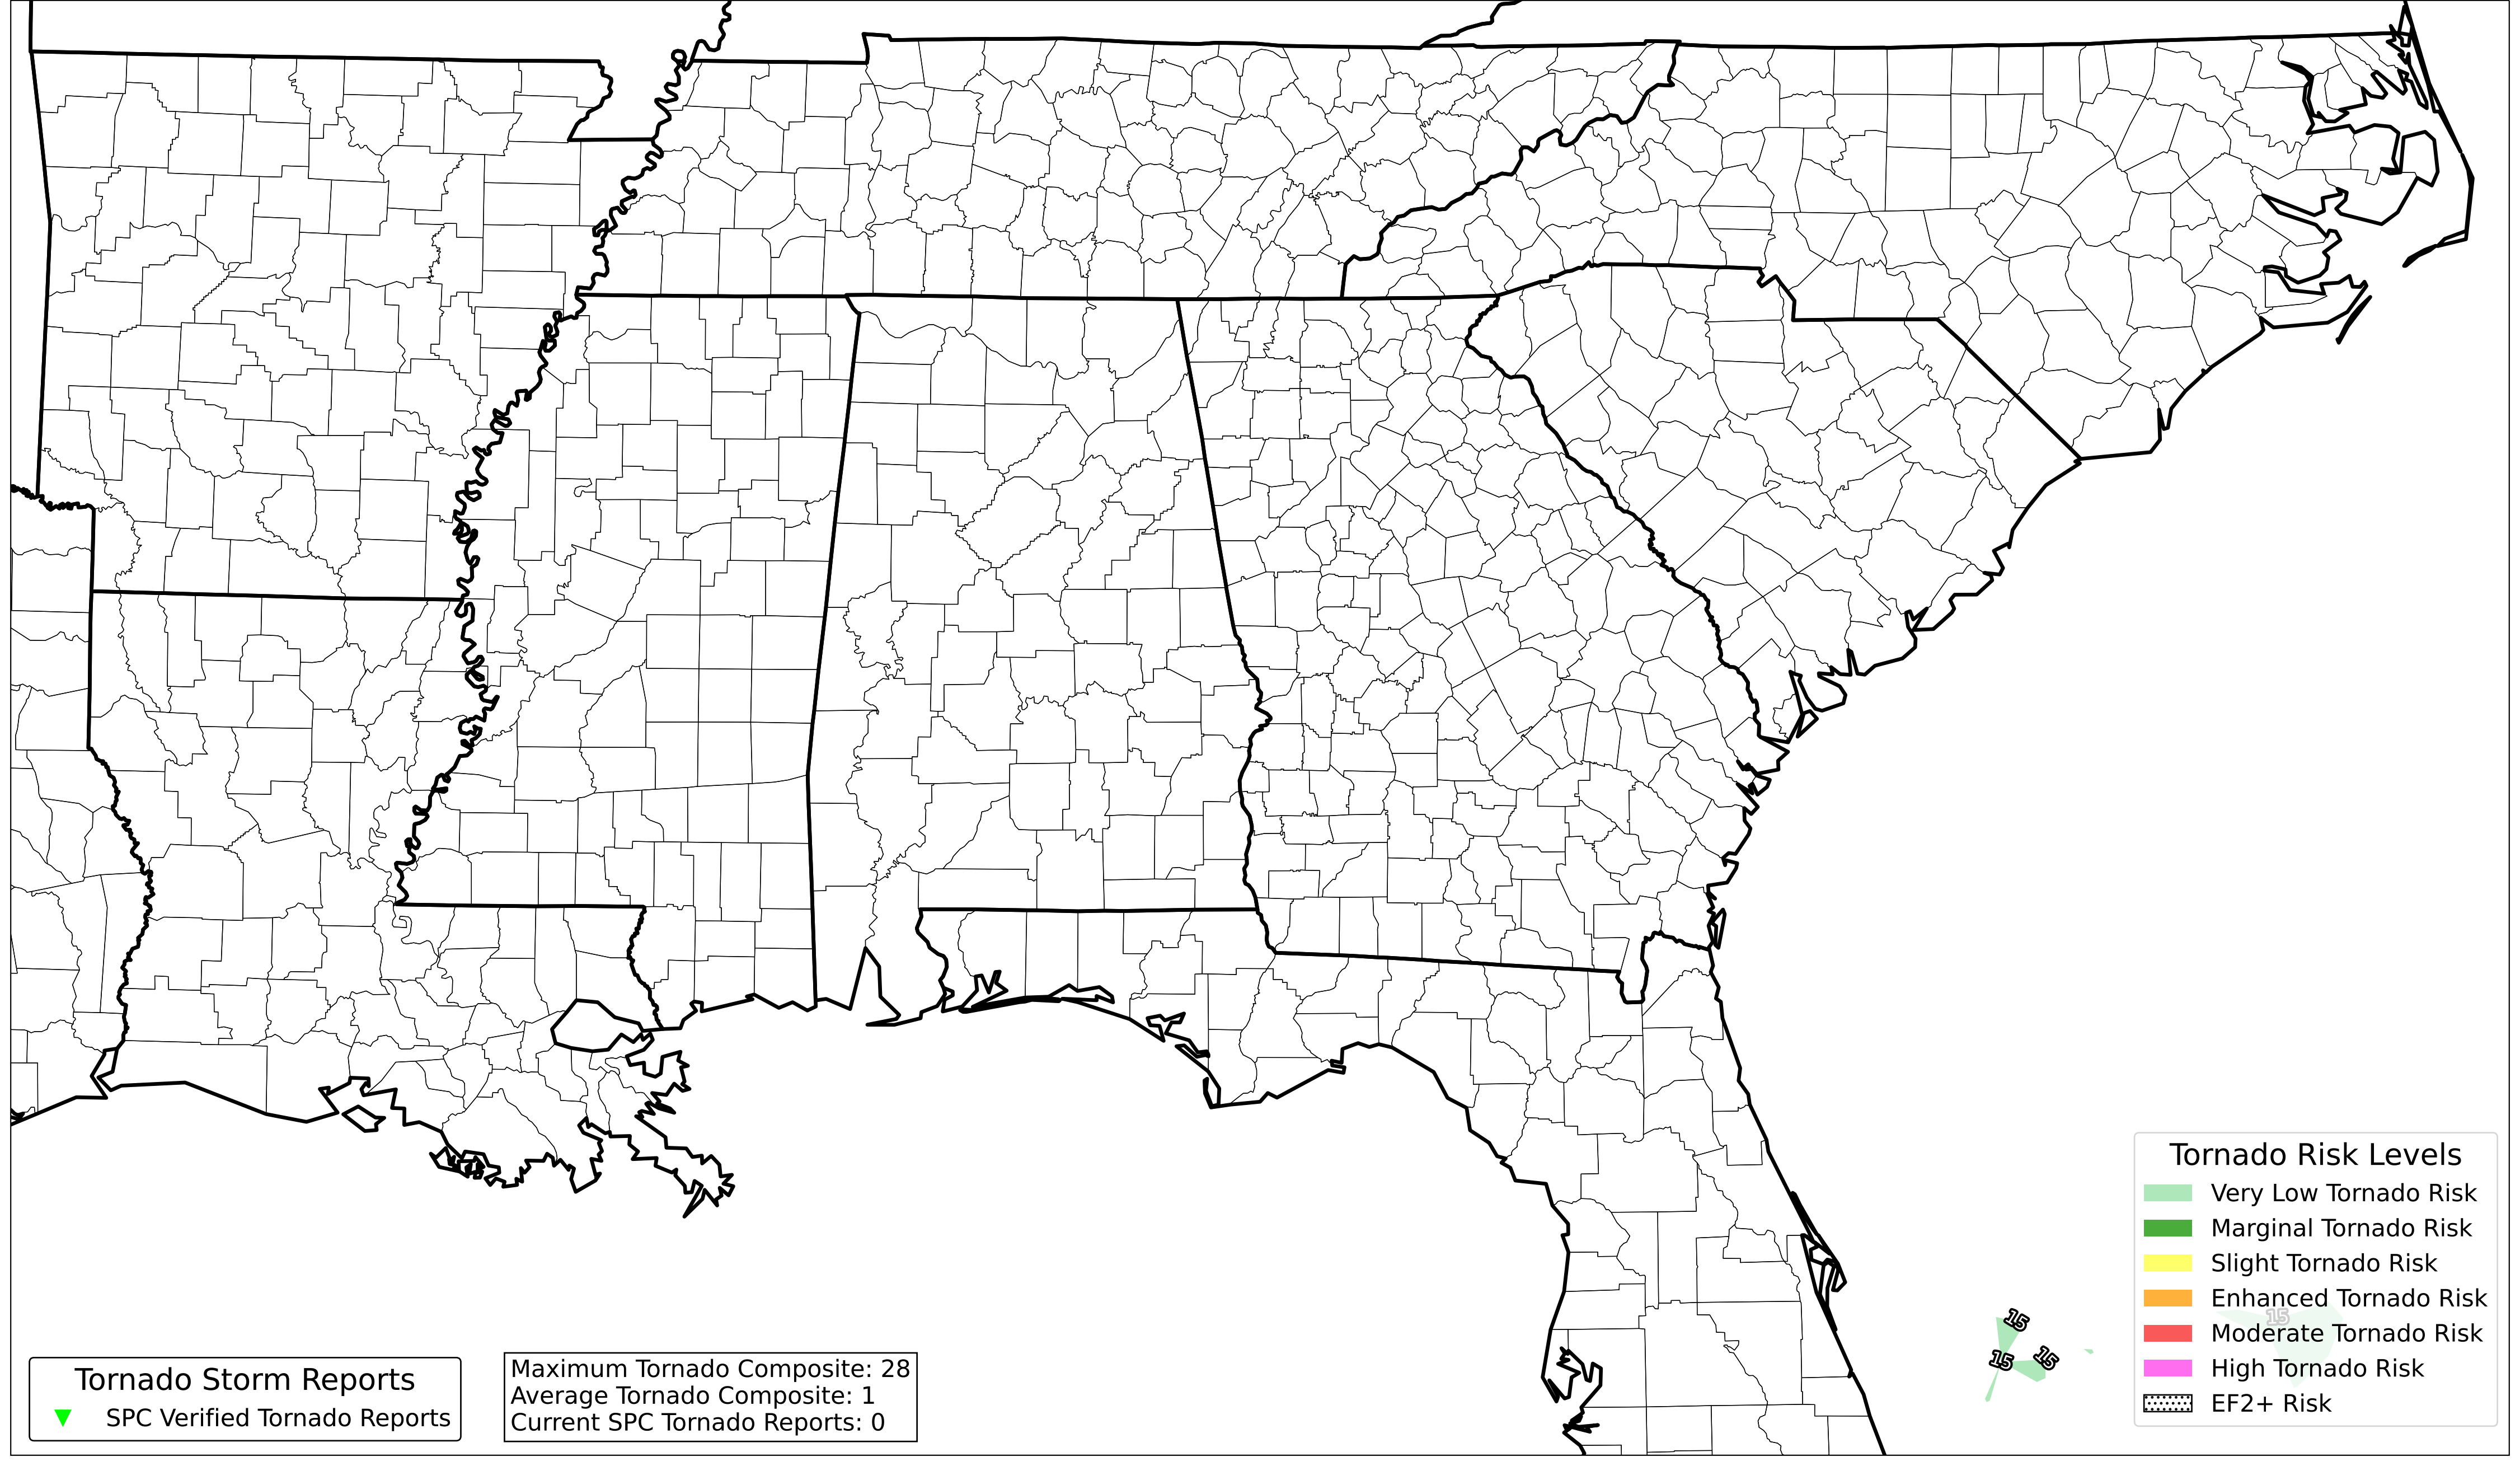 Tornado Risk Levels
Very Low Tornado Risk
Marginal Tornado Risk
Slight Tornado Risk
Enhanced Tornado Risk
Moderate Tornado Risk
High Tornado Risk
EF2+ Risk
15
15
15
15
Tornado Storm Reports
SPC Verified Tornado Reports
Maximum Tornado Composite: 28
Average Tornado Composite: 1
Current SPC Tornado Reports: 0